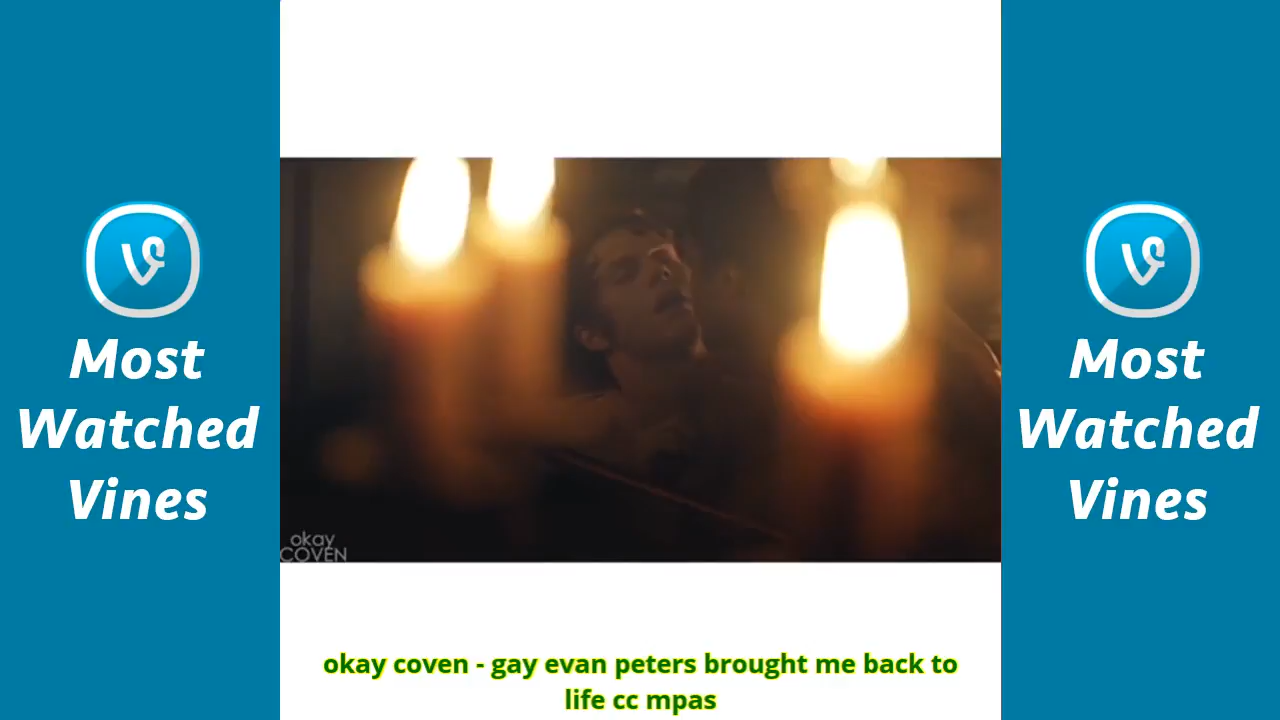 Most
Watched
Vines
okay
COVEN
Most
Watched
Vines
okay coven - gay evan peters brought me back to
life cc mpas